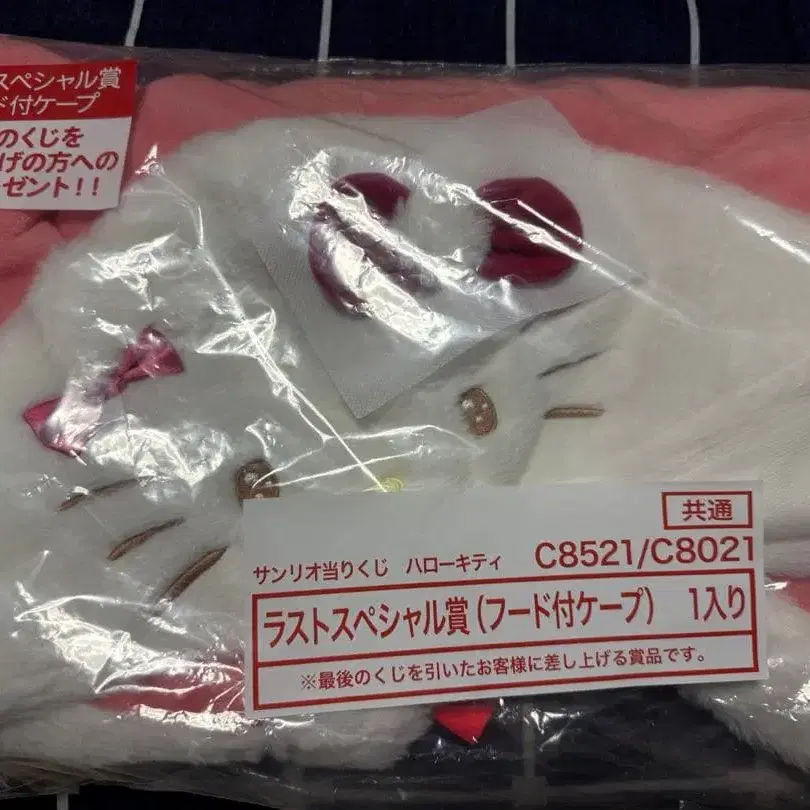 スペシャル賞
ド付ケープ
のくじを
げの方への
ゼント!!
共通
サンリオ当りくじ ハローキティ C8521/C8021
ラストスペシャル賞(フード付ケープ) 1入り
※最後のくじを引いたお客様に差し上げる賞品です。